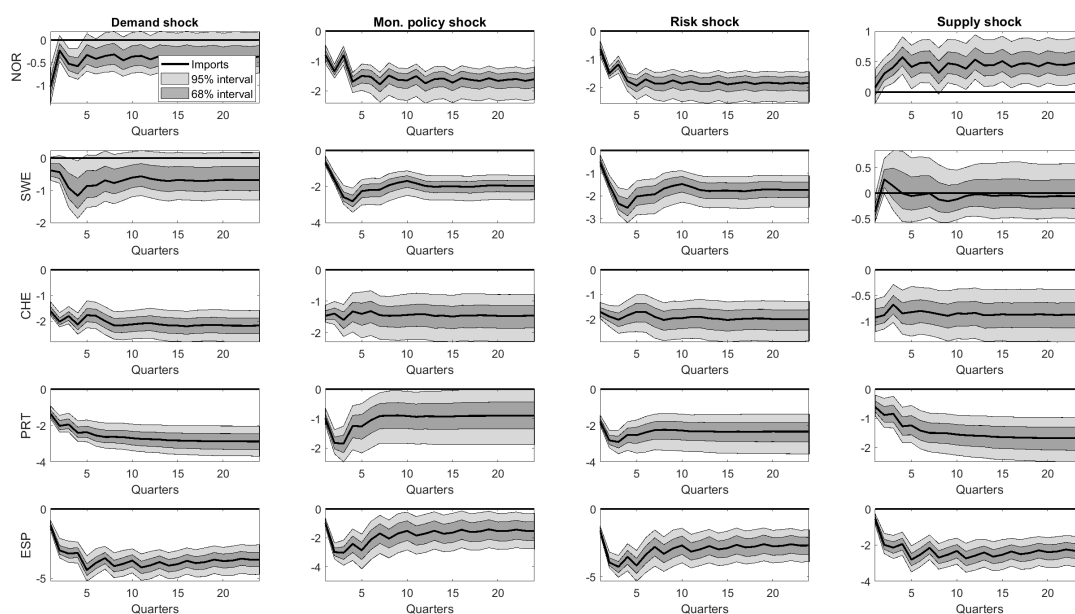 Demand shock
Mon. policy shock
Risk shock
Supply shock
NOR
0
-0.5
-1
Imports
95% interval
68% interval
5 10 15 20
Quarters
0
-1
-2
5 10 15 20
Quarters
0
-1
-2
5 10 15 20
Quarters
1
0.5
0
5 10 15 20
Quarters
SWE
0
-1
-2
5 10 15 20
Quarters
0
-2
-4
5 10 15 20
Quarters
0
-1
-2
-3
5 10 15 20
Quarters
0.5
0
-0.5
5 10 15 20
Quarters
CHE
0
-1
-2
5 10 15 20
Quarters
0
-1
-2
5 10 15 20
Quarters
0
-1
-2
5 10 15 20
Quarters
0
-0.5
-1
5 10 15 20
Quarters
PRT
0
-2
-4
5 10 15 20
Quarters
0
-1
-2
5 10 15 20
Quarters
0
-2
-4
5 10 15 20
Quarters
0
-1
-2
5 10 15 20
Quarters
ESP
0
-5
5 10 15 20
Quarters
0
-2
-4
5 10 15 20
Quarters
0
-5
5 10 15 20
Quarters
0
-2
-4
5 10 15 20
Quarters